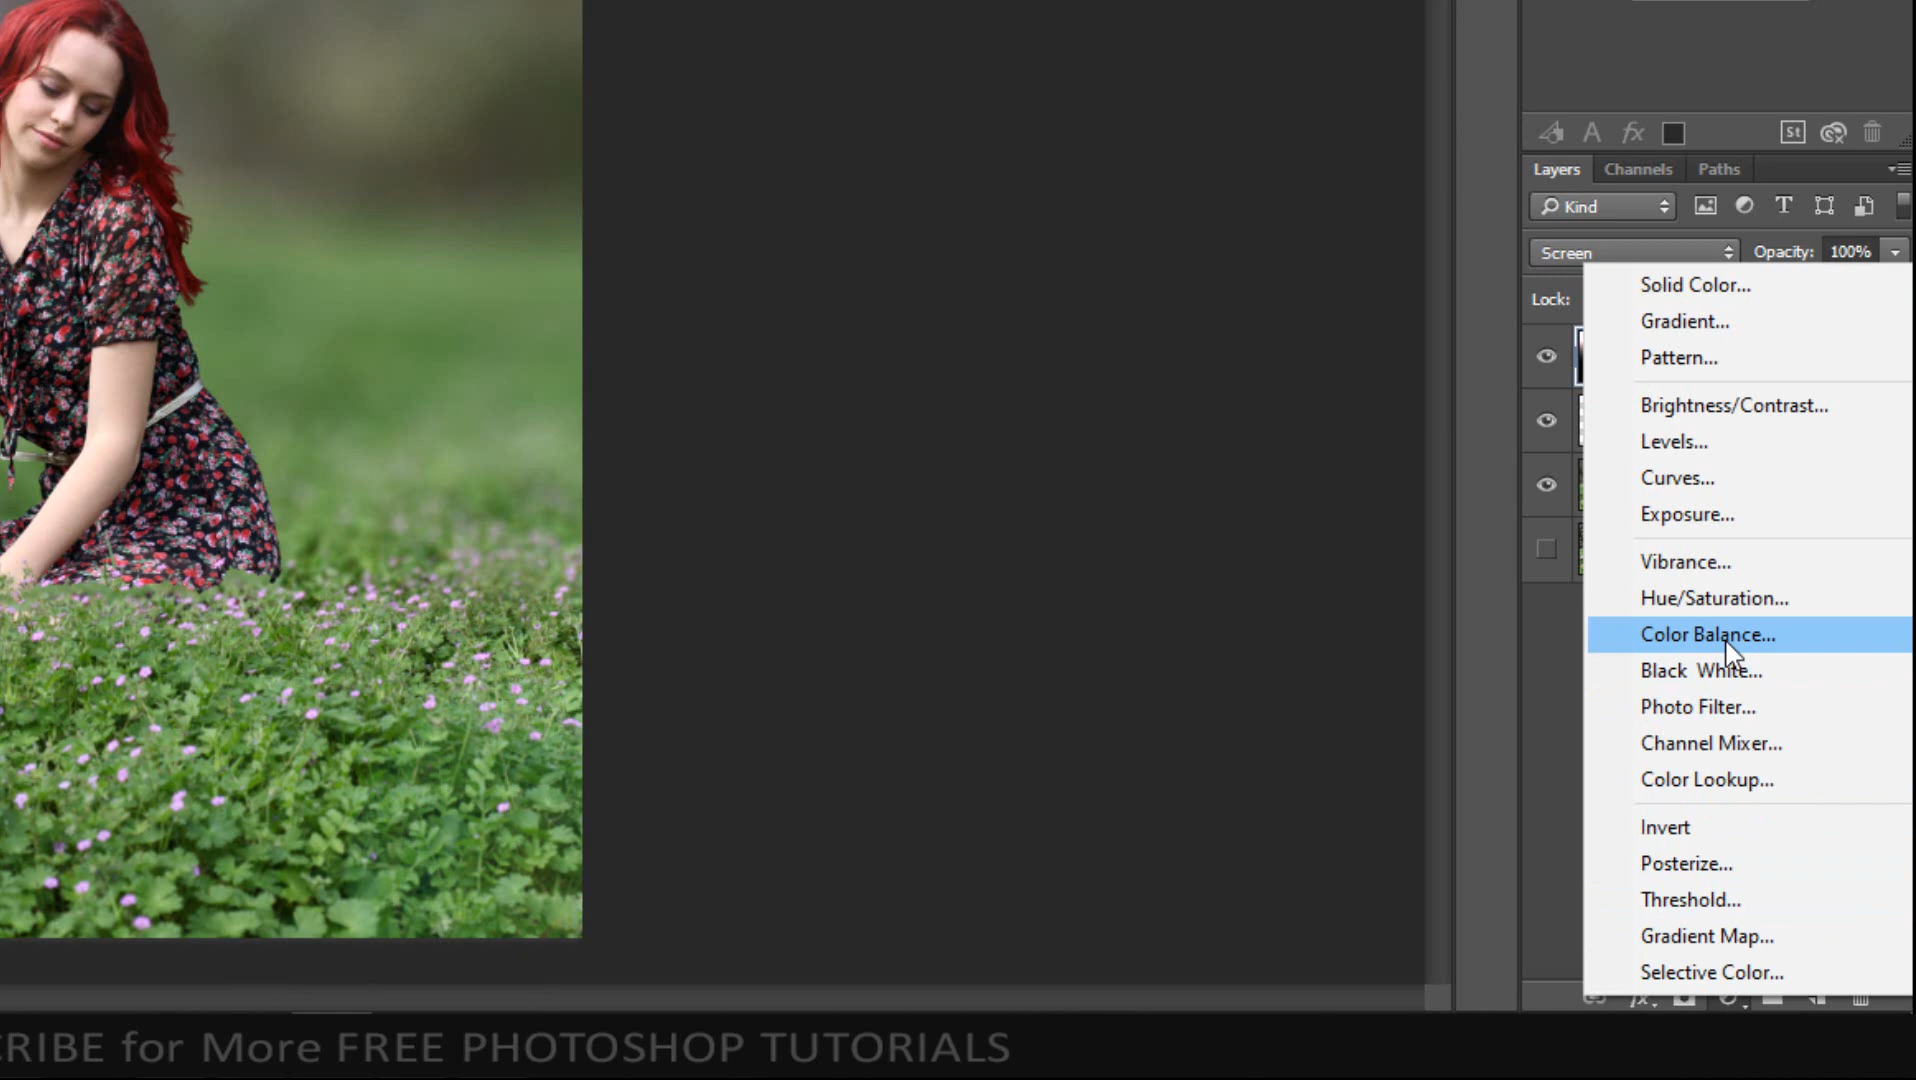 St
Layers Channels Paths
Kind
Screen Opacity: 100%
Lock:
Solid Color...
Gradient...
Pattern...
Brightness/Contrast...
Levels...
Curves...
Exposure...
Vibrance...
Hue/Saturation...
Color Balance...
Black White...
Photo Filter...
Channel Mixer...
Color Lookup...
Invert
Posterize...
Threshold...
Gradient Map...
Selective Color...
CRIBE for More FREE PHOTOSHOP TUTORIALS